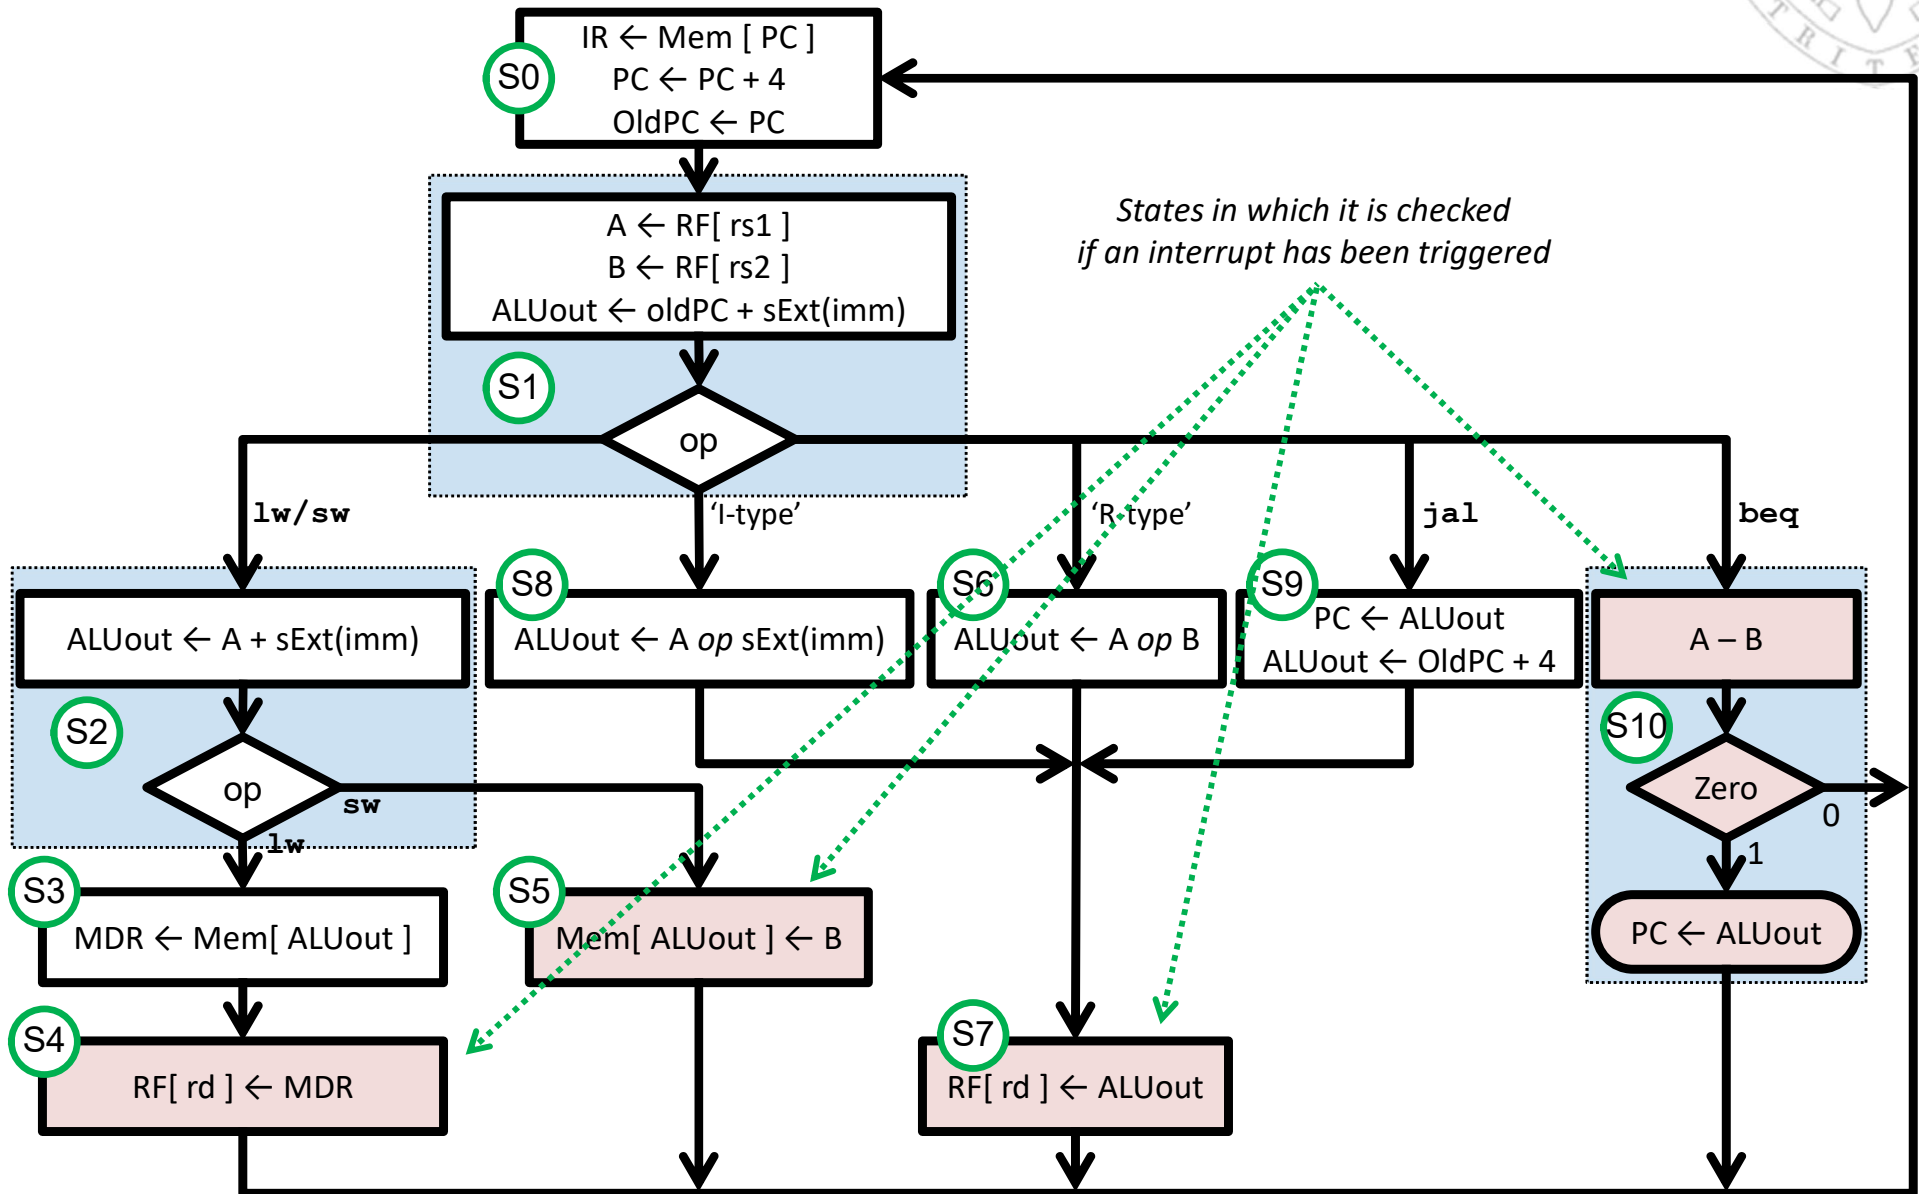 IR ← Mem [ PC ]
PC ← PC + 4
OldPC ← PC
S0
A ← RF[ rs1 ]
B ← RF[ rs2 ]
ALUout ← oldPC + sExt(imm)
S1
op
States in which it is checked
if an interrupt has been triggered
lw/sw
‘I-type’
‘R-type’
jal
beq
S8
S6
S9
ALUout ← A + sExt(imm)
ALUout ← A op sExt(imm)
ALUout ← A op B
PC ← ALUout
ALUout ← OldPC + 4
A – B
S2
S10
op
sw
lw
Zero
0
1
S3
MDR ← Mem[ ALUout ]
S5
Mem[ ALUout ] ← B
PC ← ALUout
S4
RF[ rd ] ← MDR
S7
RF[ rd ] ← ALUout